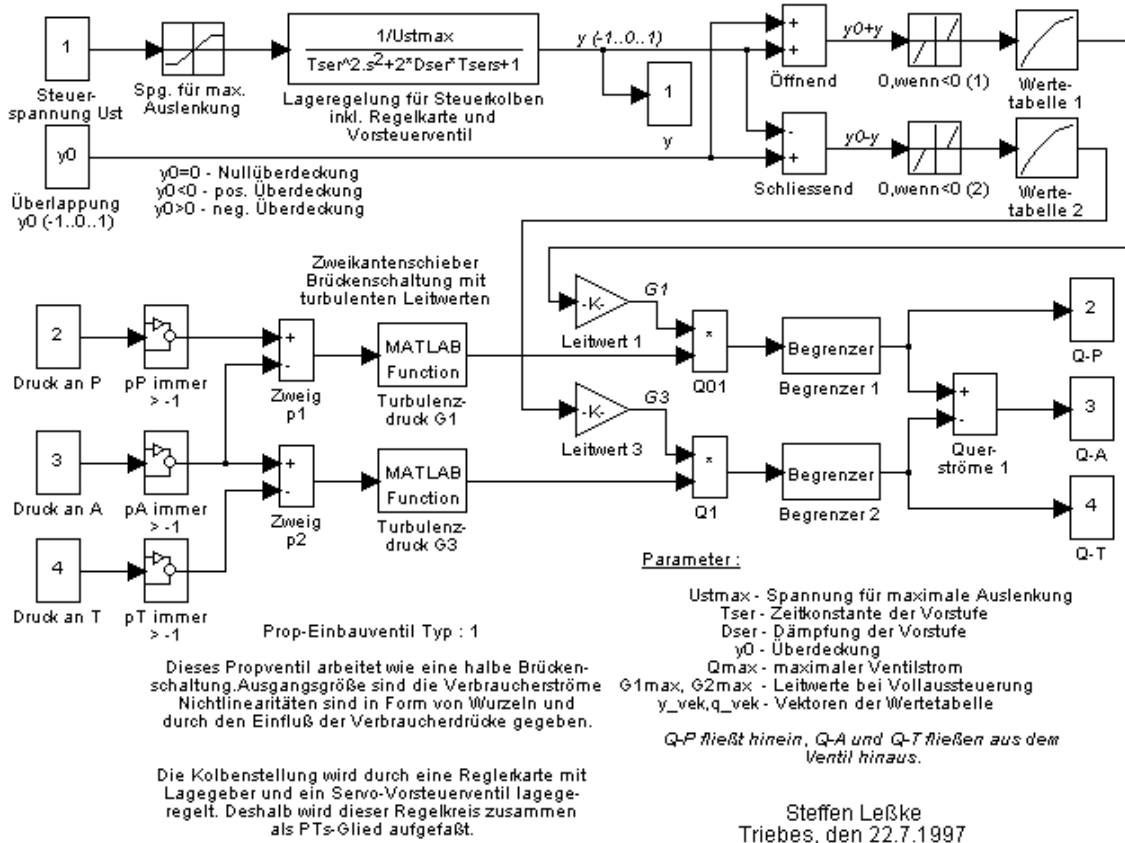 1
Steuer-
spannung Ust
Spg. für max.
Auslenkung
1/Ustmax
Tser^2.s^2+2*Dser*Tsers+1
Lageregelung für Steuerkolben
inkl. Regelkarte und
Vorsteuerventil
y (-1..0..1)
1
y
+
+
Öffnend
y0+y
0,wenn<0 (1)
Werte-
tabelle 1
y0
Überlappung
y0 (-1..0..1)
y0=0 - Nullüberdeckung
y0<0 - pos. Überdeckung
y0>0 - neg. Überdeckung
-
+
Schliessend
y0-y
0,wenn<0 (2)
Werte-
tabelle 2
Zweikantenschieber
Brückenschaltung mit
turbulenten Leitwerten
2
Druck an P
pP immer
> -1
+
-
Zweig
p1
MATLAB
Function
Turbulenz-
druck G1
-K-
Leitwert 1
G1
*
Q01
Begrenzer
Begrenzer 1
2
Q-P
3
Druck an A
pA immer
> -1
+
-
Zweig
p2
MATLAB
Function
Turbulenz-
druck G3
-K-
Leitwert 3
G3
*
Q1
Begrenzer
Begrenzer 2
+
-
Quer-
ströme 1
3
Q-A
4
Q-T
4
Druck an T
pT immer
> -1
Prop-Einbauventil Typ : 1
Dieses Propventil arbeitet wie eine halbe Brücken-
schaltung.Ausgangsgröße sind die Verbraucherströme
Nichtlinearitäten sind in Form von Wurzeln und
durch den Einfluß der Verbraucherdrücke gegeben.
Die Kolbenstellung wird durch eine Reglerkarte mit
Lagegeber und ein Servo-Vorsteuerventil lagege-
regelt. Deshalb wird dieser Regelkreis zusammen
als PTs-Glied aufgefaßt.
Parameter :
Ustmax - Spannung für maximale Auslenkung
Tser - Zeitkonstante der Vorstufe
Dser - Dämpfung der Vorstufe
y0 - Überdeckung
Qmax - maximaler Ventilstrom
G1max, G2max - Leitwerte bei Vollaussteuerung
y_vek,q_vek - Vektoren der Wertetabelle
Q-P fließt hinein, Q-A und Q-T fließen aus dem
Ventil hinaus.
Steffen Leßke
Triebes, den 22.7.1997